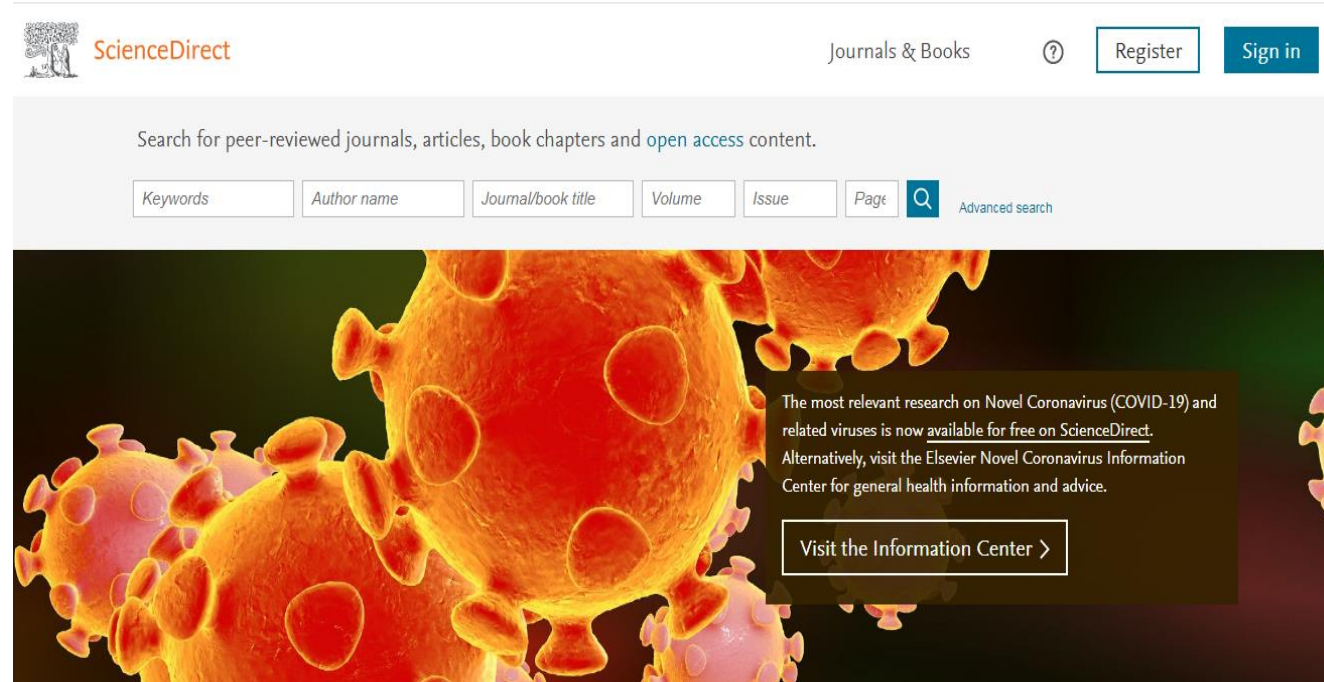 ScienceDirect
Journals & Books
?
Register
Sign in
Search for peer-reviewed journals, articles, book chapters and open access content.
Keywords
Author name
Journal/book title
Volume
Issue
Page
Advanced search
The most relevant research on Novel Coronavirus (COVID-19) and
related viruses is now available for free on ScienceDirect.
Alternatively, visit the Elsevier Novel Coronavirus Information
Center for general health information and advice.
Visit the Information Center >